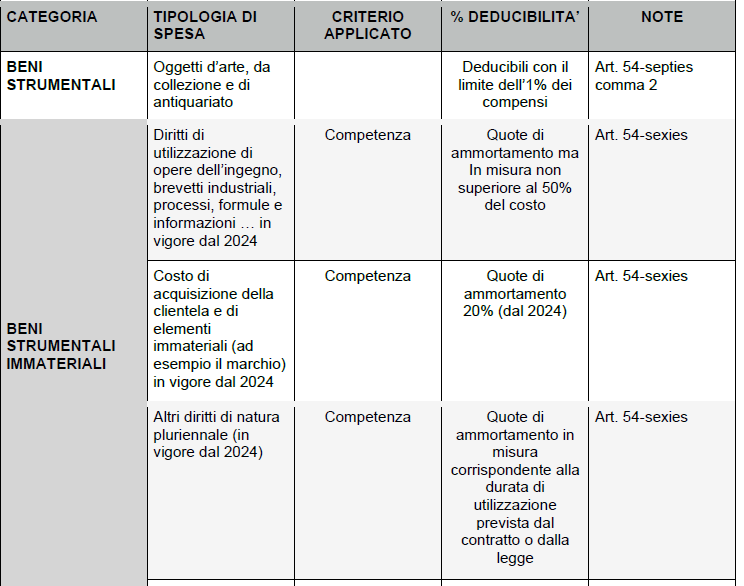 CATEGORIA
TIPOLOGIA DI
SPESA
CRITERIO
APPLICATO
% DEDUCIBILITA’
NOTE
BENI
STRUMENTALI
Oggetti d’arte, da
collezione e di
antiquariato
Deducibili con il
limite dell’1% dei
compensi
Art. 54-septies
comma 2
BENI
STRUMENTALI
IMMATERIALI
Diritti di
utilizzazione di
opere dell’ingegno,
brevetti industriali,
processi, formule e
informazioni … in
vigore dal 2024
Competenza
Quote di
ammortamento ma
In misura non
superiore al 50%
del costo
Art. 54-sexies
Costo di
acquisizione della
clientela e di
elementi
immateriali (ad
esempio il marchio)
in vigore dal 2024
Competenza
Quote di
ammortamento
20% (dal 2024)
Art. 54-sexies
Altri diritti di natura
pluriennale (in
vigore dal 2024)
Competenza
Quote di
ammortamento in
misura
corrispondente alla
durata di
utilizzazione
prevista dal
contratto o dalla
legge
Art. 54-sexies